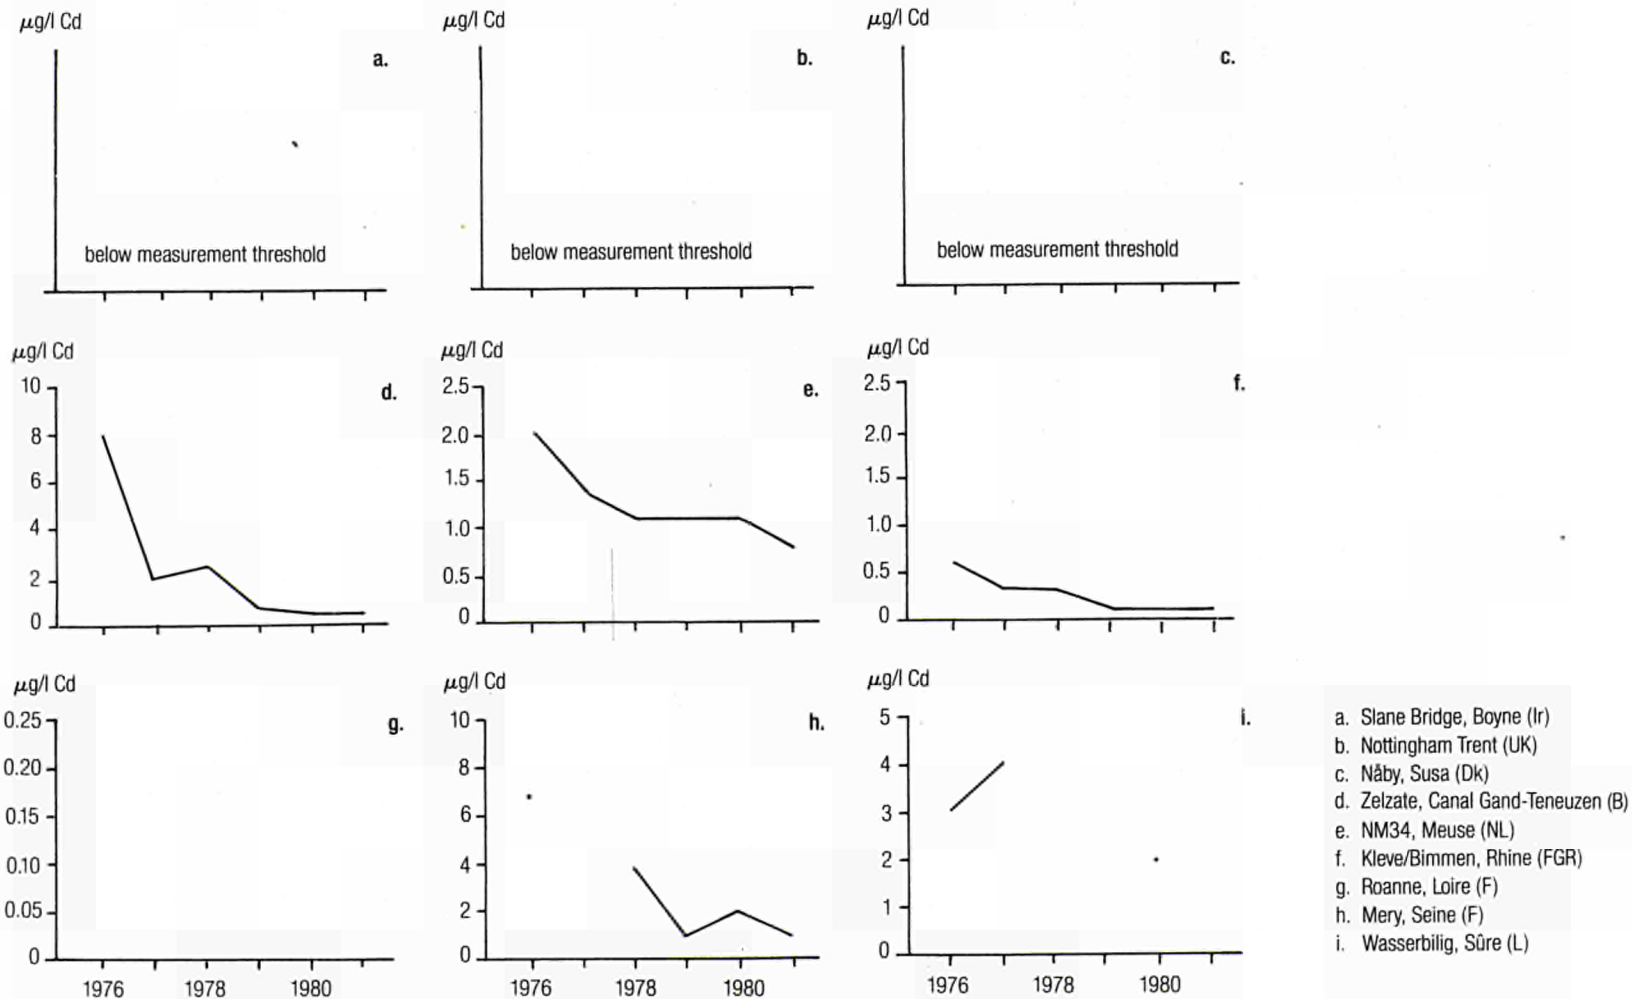 μg/l Cd
a.
below measurement threshold
μg/l Cd
b.
below measurement threshold
μg/l Cd
c.
below measurement threshold
μg/l Cd
d.
10
8
6
4
2
0
μg/l Cd
e.
2.5
2.0
1.5
1.0
0.5
0
μg/l Cd
f.
2.5
2.0
1.5
1.0
0.5
0
μg/l Cd
g.
0.25
0.20
0.15
0.10
0.05
0
1976 1978 1980
μg/l Cd
h.
10
8
6
4
2
0
1976 1978 1980
μg/l Cd
i.
5
4
3
2
1
0
1976 1978 1980
a. Slane Bridge, Boyne (Ir)
b. Nottingham Trent (UK)
c. Nåby, Susa (Dk)
d. Zelzate, Canal Gand-Teneuzen (B)
e. NM34, Meuse (NL)
f. Kleve/Bimmen, Rhine (FGR)
g. Roanne, Loire (F)
h. Mery, Seine (F)
i. Wasserbilig, Sûre (L)